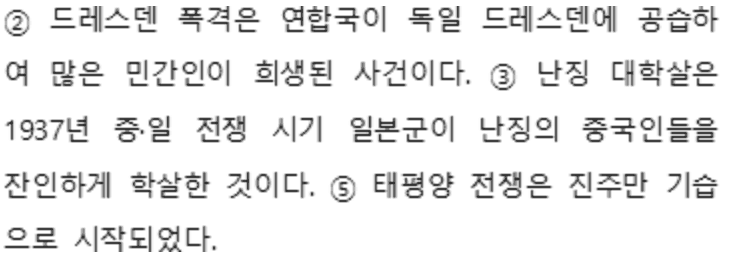 ② 드레스덴 폭격은 연합국이 독일 드레스덴에 공습하
여 많은 민간인이 희생된 사건이다. ③ 난징 대학살은
1937년 중·일 전쟁 시기 일본군이 난징의 중국인들을
잔인하게 학살한 것이다. ⑤ 태평양 전쟁은 진주만 기습
으로 시작되었다.